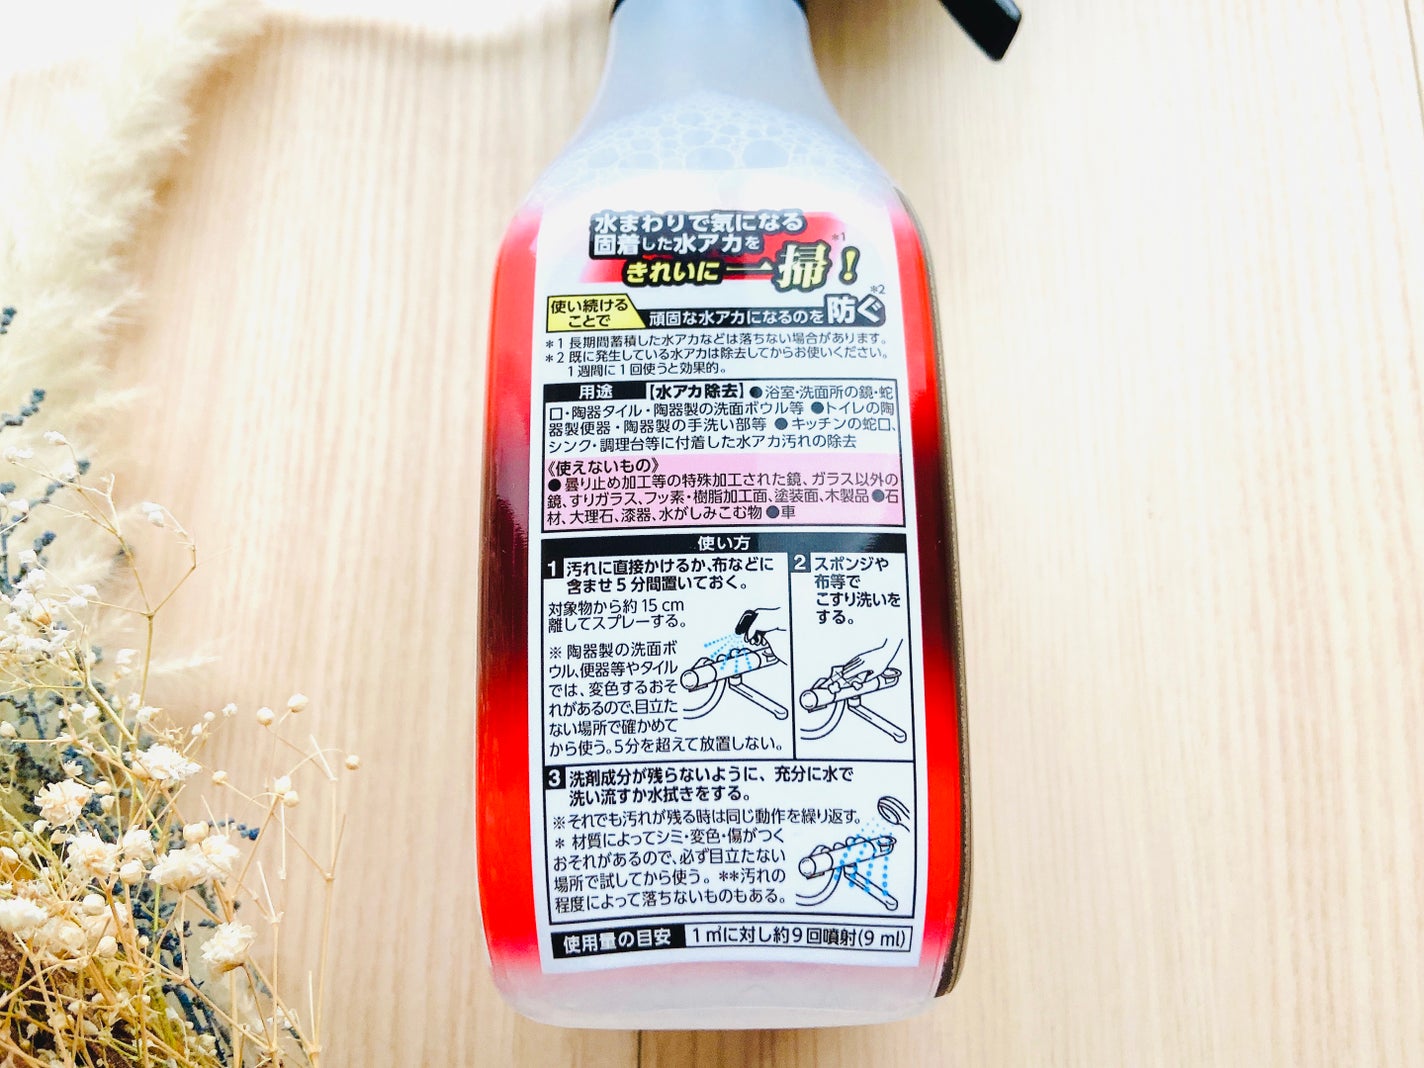 水まわりで気になる
固着した水アカを
きれいに一掃！*1
使い続ける
ことで
頑固な水アカになるのを防ぐ*2
*1 長期間蓄積した水アカなどは落ちない場合があります。
*2 既に発生している水アカは除去してからお使いください。
1週間に1回使うと効果的。
用途 【水アカ除去】●浴室・洗面所の鏡・蛇
口・陶器タイル・陶器製の洗面ボウル等 ●トイレの陶
器製便器・陶器製の手洗い部等 ●キッチンの蛇口、
シンク・調理台等に付着した水アカ汚れの除去
《使えないもの》
●曇り止め加工等の特殊加工された鏡、ガラス以外の
鏡、すりガラス、フッ素・樹脂加工面、塗装面、木製品 ●石
材、大理石、漆器、水がしみこむ物 ●車
使い方
1 汚れに直接かけるか、布などに
含ませ5分間置いておく。
対象物から約15cm
離してスプレーする。
※陶器製の洗面ボ
ウル、便器等やタイル
では、変色するおそ
れがあるので、目立た
ない場所で確かめて
から使う。5分を超えて放置しない。
2 スポンジや
布等で
こすり洗いを
する。
3 洗剤成分が残らないように、充分に水で
洗い流すか水拭きをする。
※それでも汚れが残る時は同じ動作を繰り返す。
* 材質によってシミ・変色・傷がつく
おそれがあるので、必ず目立たない
場所で試してから使う。**汚れの
程度によって落ちないものもある。
使用量の目安 1㎡に対し約9回噴射(9 ml)